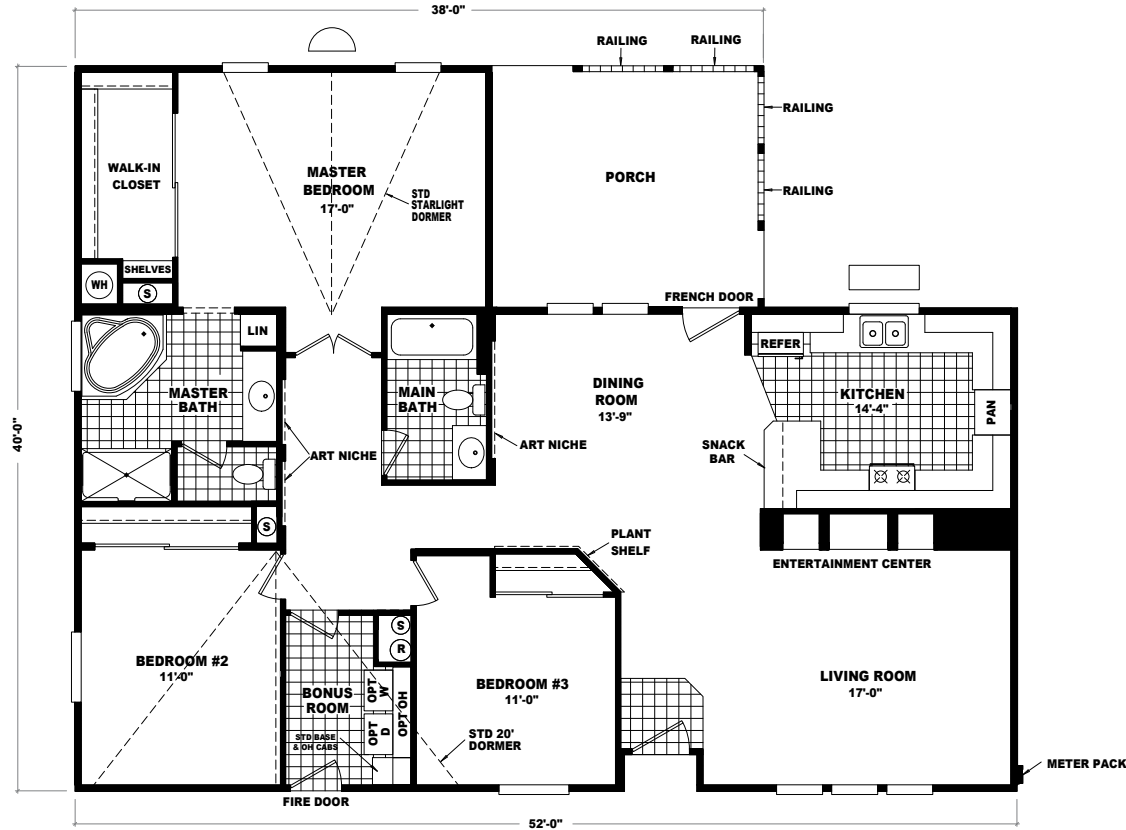 38'-0"
RAILING
RAILING
RAILING
WALK-IN
CLOSET
MASTER
BEDROOM
17'-0"
STD
STARLIGHT
DORMER
PORCH
RAILING
SHELVES
WH
S
FRENCH DOOR
LIN
REFER
MASTER
BATH
MAIN
BATH
DINING
ROOM
13'-9"
KITCHEN
14'-4"
PAN
40'-0"
ART NICHE
ART NICHE
SNACK
BAR
S
PLANT
SHELF
ENTERTAINMENT CENTER
S
R
BEDROOM #2
11'-0"
BONUS
ROOM
OPT
W
OPT
D
OPT OH
STD BASE
& OH CABS
BEDROOM #3
11'-0"
STD 20'
DORMER
LIVING ROOM
17'-0"
METER PACK
FIRE DOOR
52'-0"